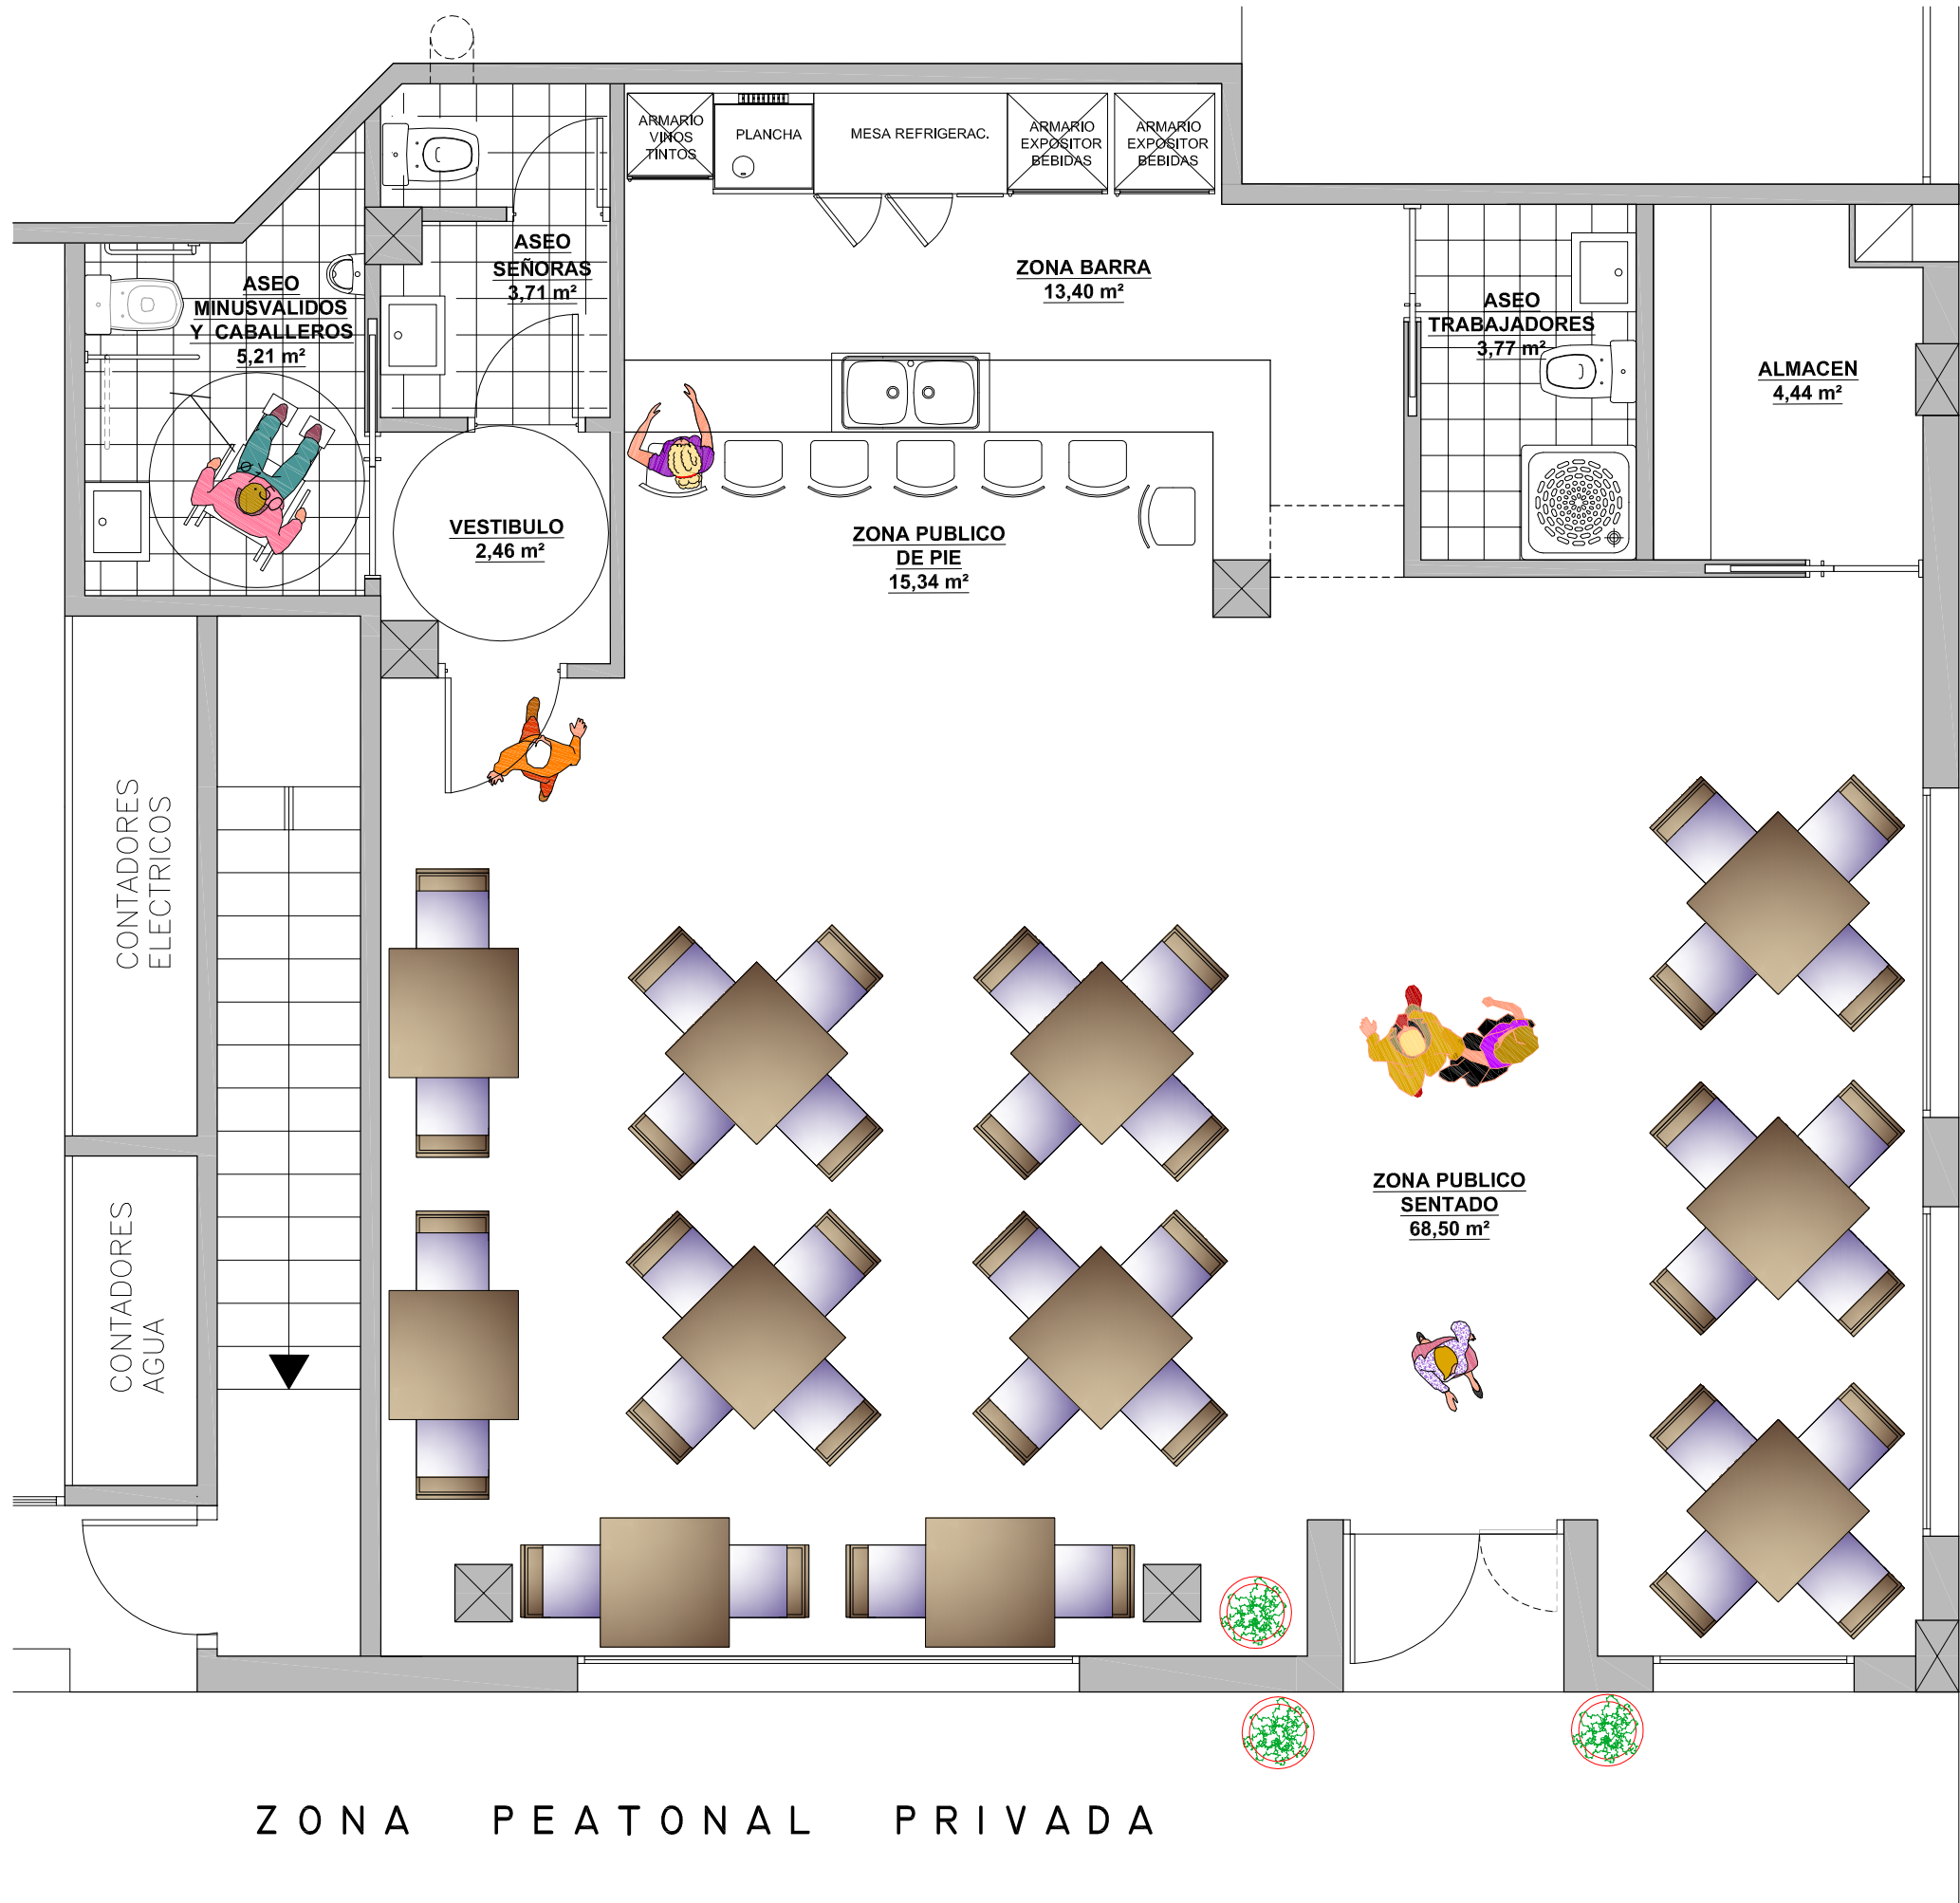 ARMARIO
VINOS
TINTOS
PLANCHA
MESA REFRIGERAC.
ARMARIO
EXPOSITOR
BEBIDAS
ARMARIO
EXPOSITOR
BEBIDAS
ASEO
SEÑORAS
3,71 m²
ASEO
MINUSVALIDOS
Y CABALLEROS
5,21 m²
ZONA BARRA
13,40 m²
ASEO
TRABAJADORES
3,77 m²
ALMACEN
4,44 m²
VESTIBULO
2,46 m²
ZONA PUBLICO
DE PIE
15,34 m²
CONTADORES
ELECTRICOS
ZONA PUBLICO
SENTADO
68,50 m²
CONTADORES
AGUA
ZONA PEATONAL PRIVADA